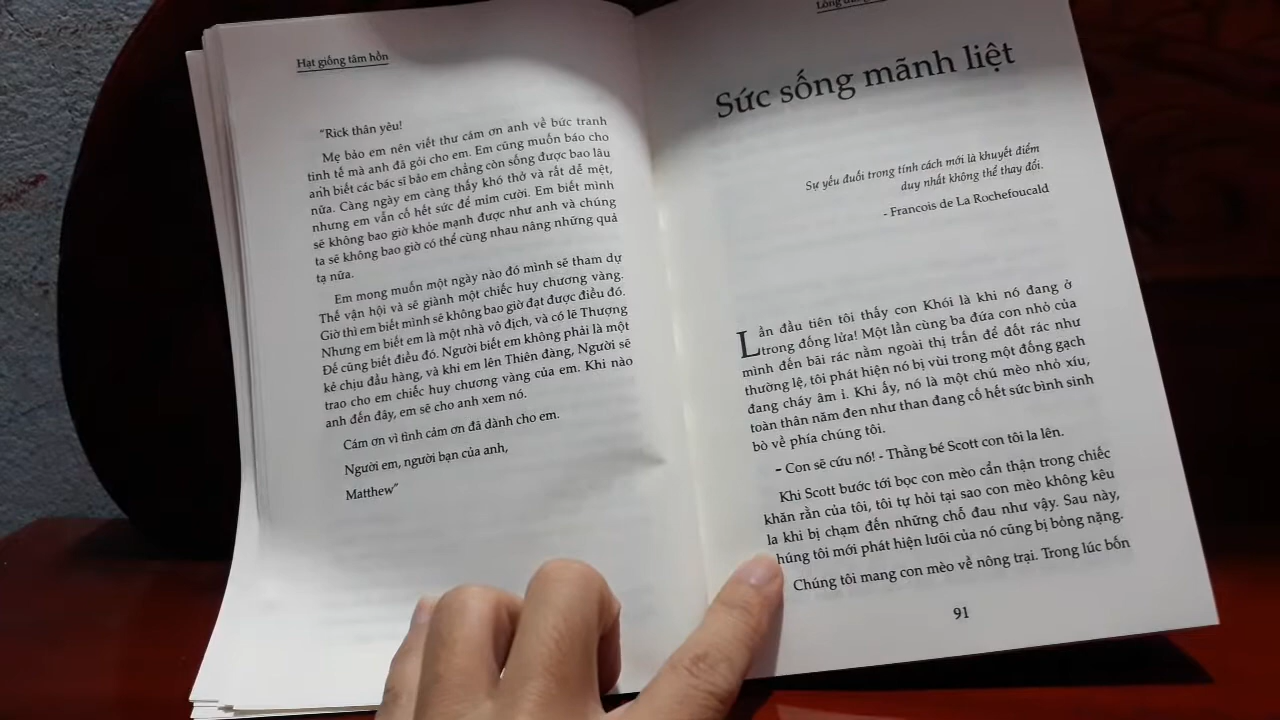 Hạt giống tâm hồn
"Rick thân yêu!
Mẹ bảo em nên viết thư cám ơn anh về bức tranh
tinh tế mà anh đã gói cho em. Em cũng muốn báo cho
anh biết các bác sĩ bảo em chẳng còn sống được bao lâu
nữa. Càng ngày em càng thấy khó thở và rất dễ mệt,
nhưng em vẫn cố hết sức để mỉm cười. Em biết mình
sẽ không bao giờ khỏe mạnh được như anh và chúng
ta sẽ không bao giờ có thể cùng nhau nâng những quả
tạ nữa.
Em mong muốn một ngày nào đó mình sẽ tham dự
Thế vận hội và sẽ giành một chiếc huy chương vàng.
Giờ thì em biết mình sẽ không bao giờ đạt được điều đó.
Nhưng em biết em là một nhà vô địch, và có lẽ Thượng
Đế cũng biết điều đó. Người biết em không phải là một
kẻ chịu đầu hàng, và khi em lên Thiên đàng, Người sẽ
trao cho em chiếc huy chương vàng của em. Khi nào
anh đến đây, em sẽ cho anh xem nó.
Cám ơn vì tình cảm ơn đã dành cho em.
Người em, người bạn của anh,
Matthew"
Sức sống mãnh liệt
Sự yếu đuối trong tính cách mới là khuyết điểm
duy nhất không thể thay đổi.
- Francois de La Rochefoucald
Lần đầu tiên tôi thấy con Khói là khi nó đang ở
trong đống lửa! Một lần cùng ba đứa con nhỏ của
mình đến bãi rác nằm ngoài thị trấn để đốt rác như
thường lệ, tôi phát hiện nó bị vùi trong một đống gạch
đang cháy âm ỉ. Khi ấy, nó là một chú mèo nhỏ xíu,
toàn thân nám đen như than đang cố hết sức bình sinh
bò về phía chúng tôi.
– Con sẽ cứu nó! - Thằng bé Scott con tôi la lên.
Khi Scott bước tới bọc con mèo cẩn thận trong chiếc
khăn rằn của tôi, tôi tự hỏi tại sao con mèo không kêu
la khi bị chạm đến những chỗ đau như vậy. Sau này,
húng tôi mới phát hiện lưỡi của nó cũng bị bỏng nặng.
Chúng tôi mang con mèo về nông trại. Trong lúc bốn
91